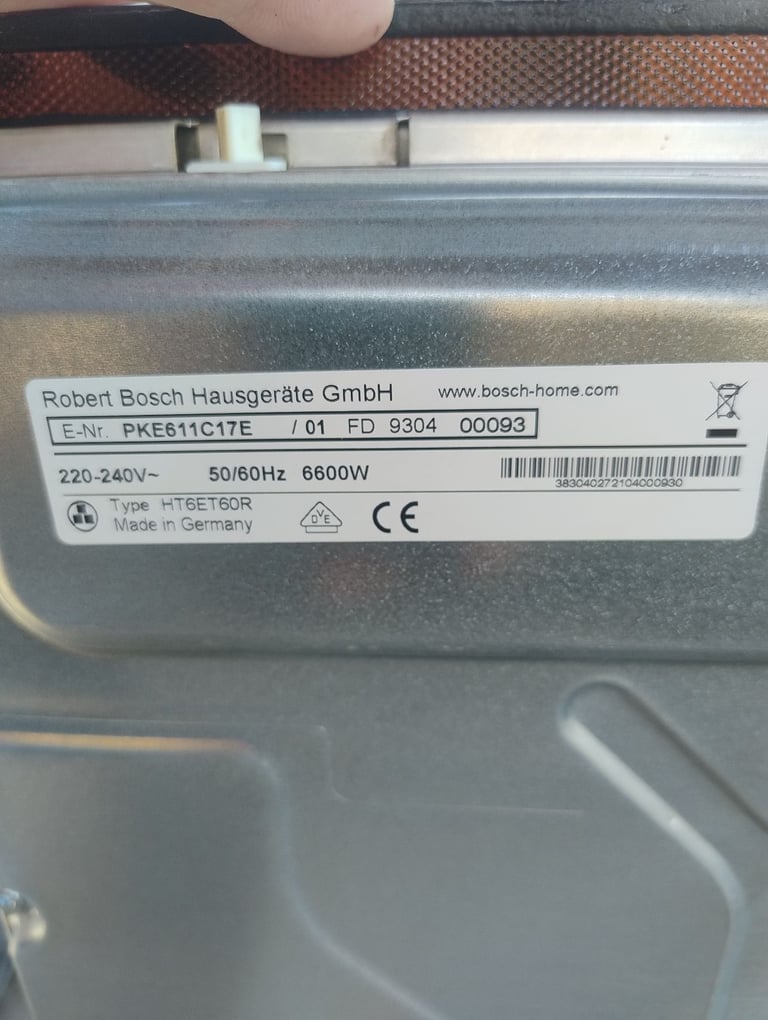 Robert Bosch Hausgeräte GmbH www.bosch-home.com
E-Nr. PKE611C17E / 01 FD 9304 00093
220-240V~ 50/60Hz 6600W
383040272104000930
Type HT6ET60R
Made in Germany
DVE CE